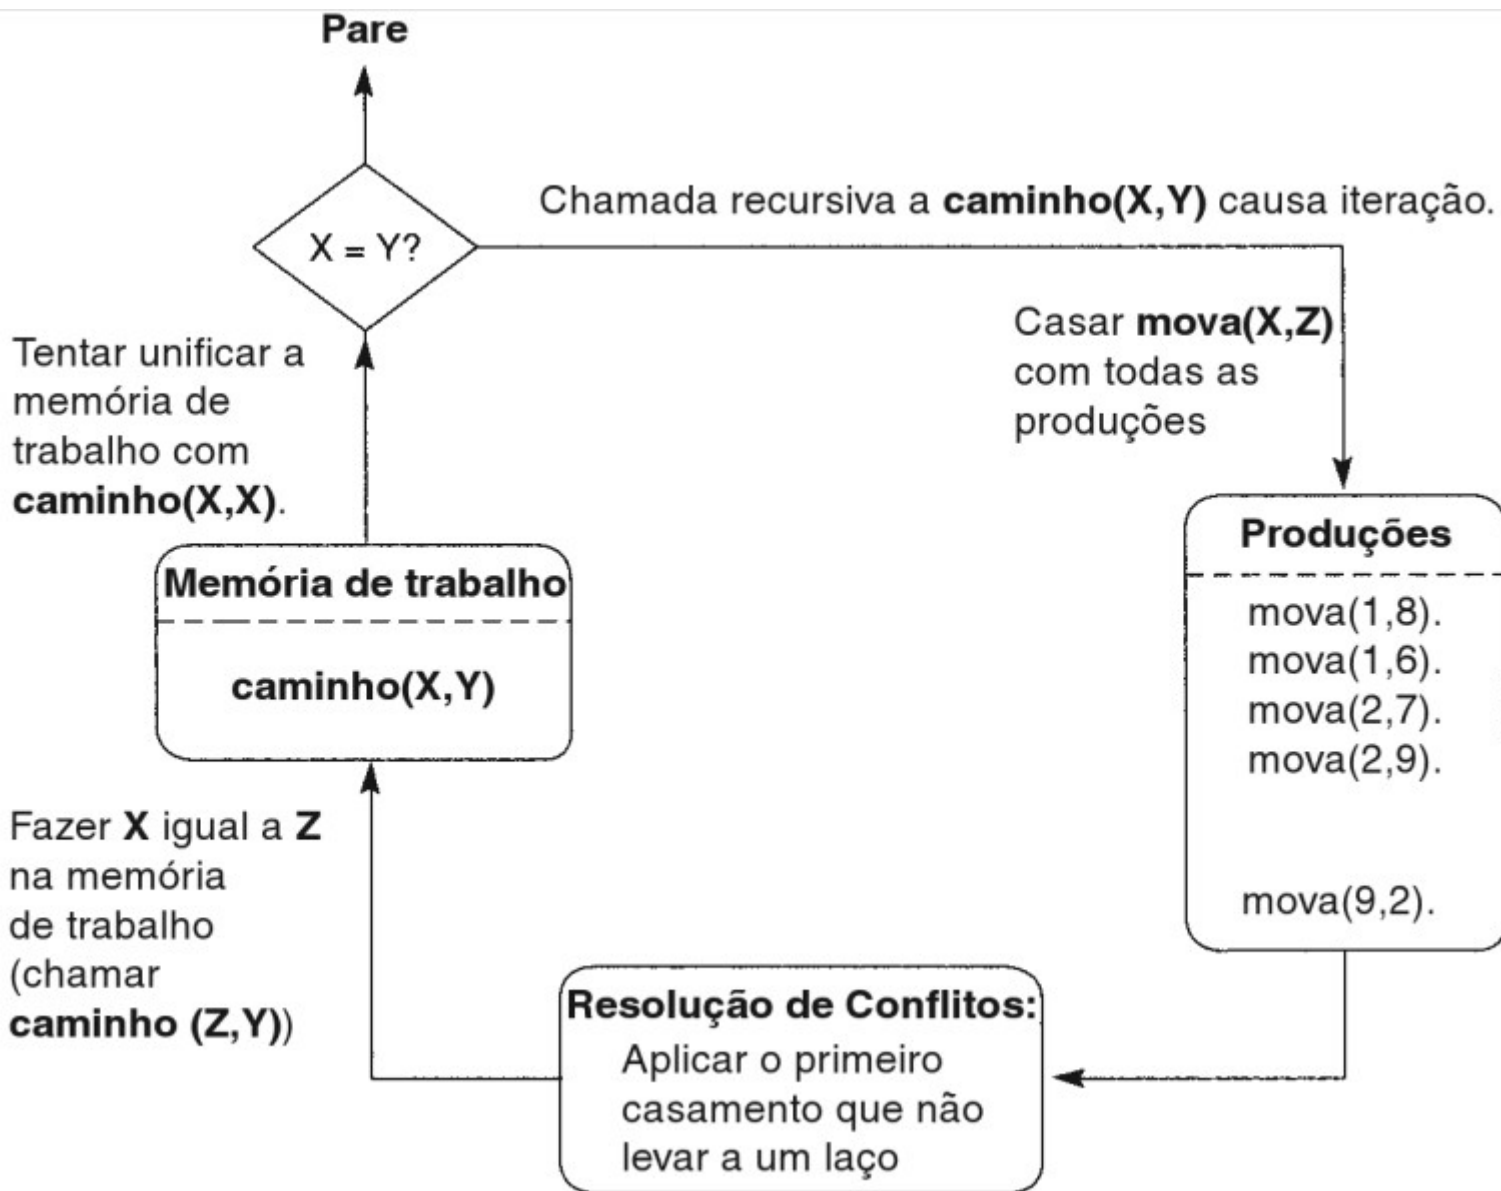 Pare
X = Y?
Chamada recursiva a caminho(X,Y) causa iteração.
Casar mova(X,Z)
com todas as
produções
Tentar unificar a
memória de
trabalho com
caminho(X,X).
Produções
mova(1,8).
mova(1,6).
mova(2,7).
mova(2,9).
mova(9,2).
Memória de trabalho
caminho(X,Y)
Fazer X igual a Z
na memória
de trabalho
(chamar
caminho (Z,Y))
Resolução de Conflitos:
Aplicar o primeiro
casamento que não
levar a um laço